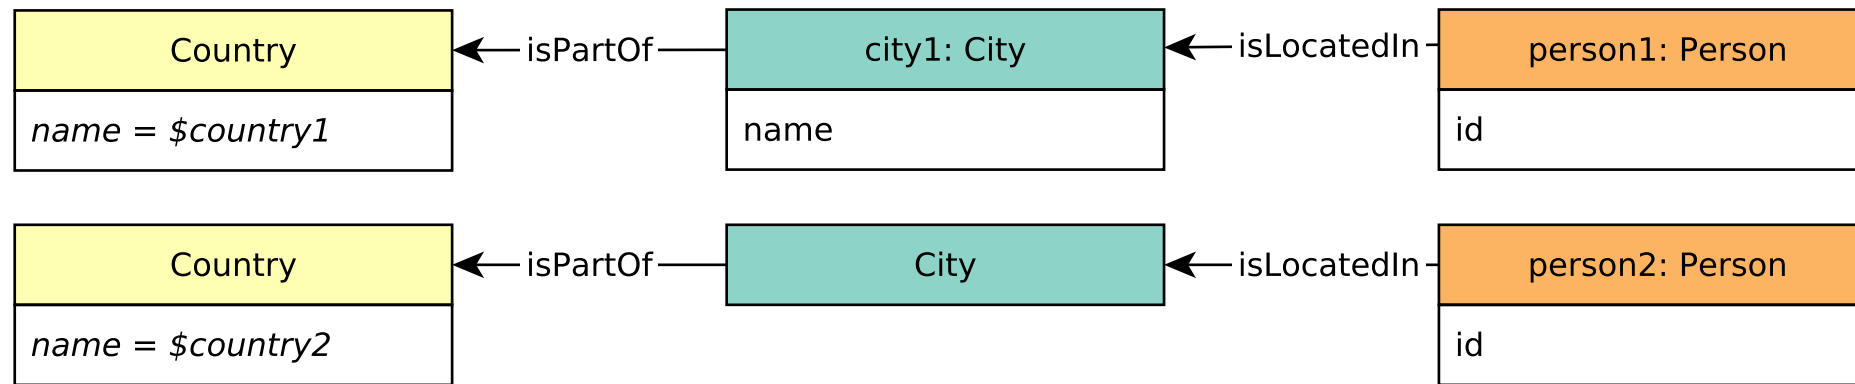 Country isPartOf city1: City isLocatedIn person1: Person
name = $country1 name id
Country isPartOf City isLocatedIn person2: Person
name = $country2 id